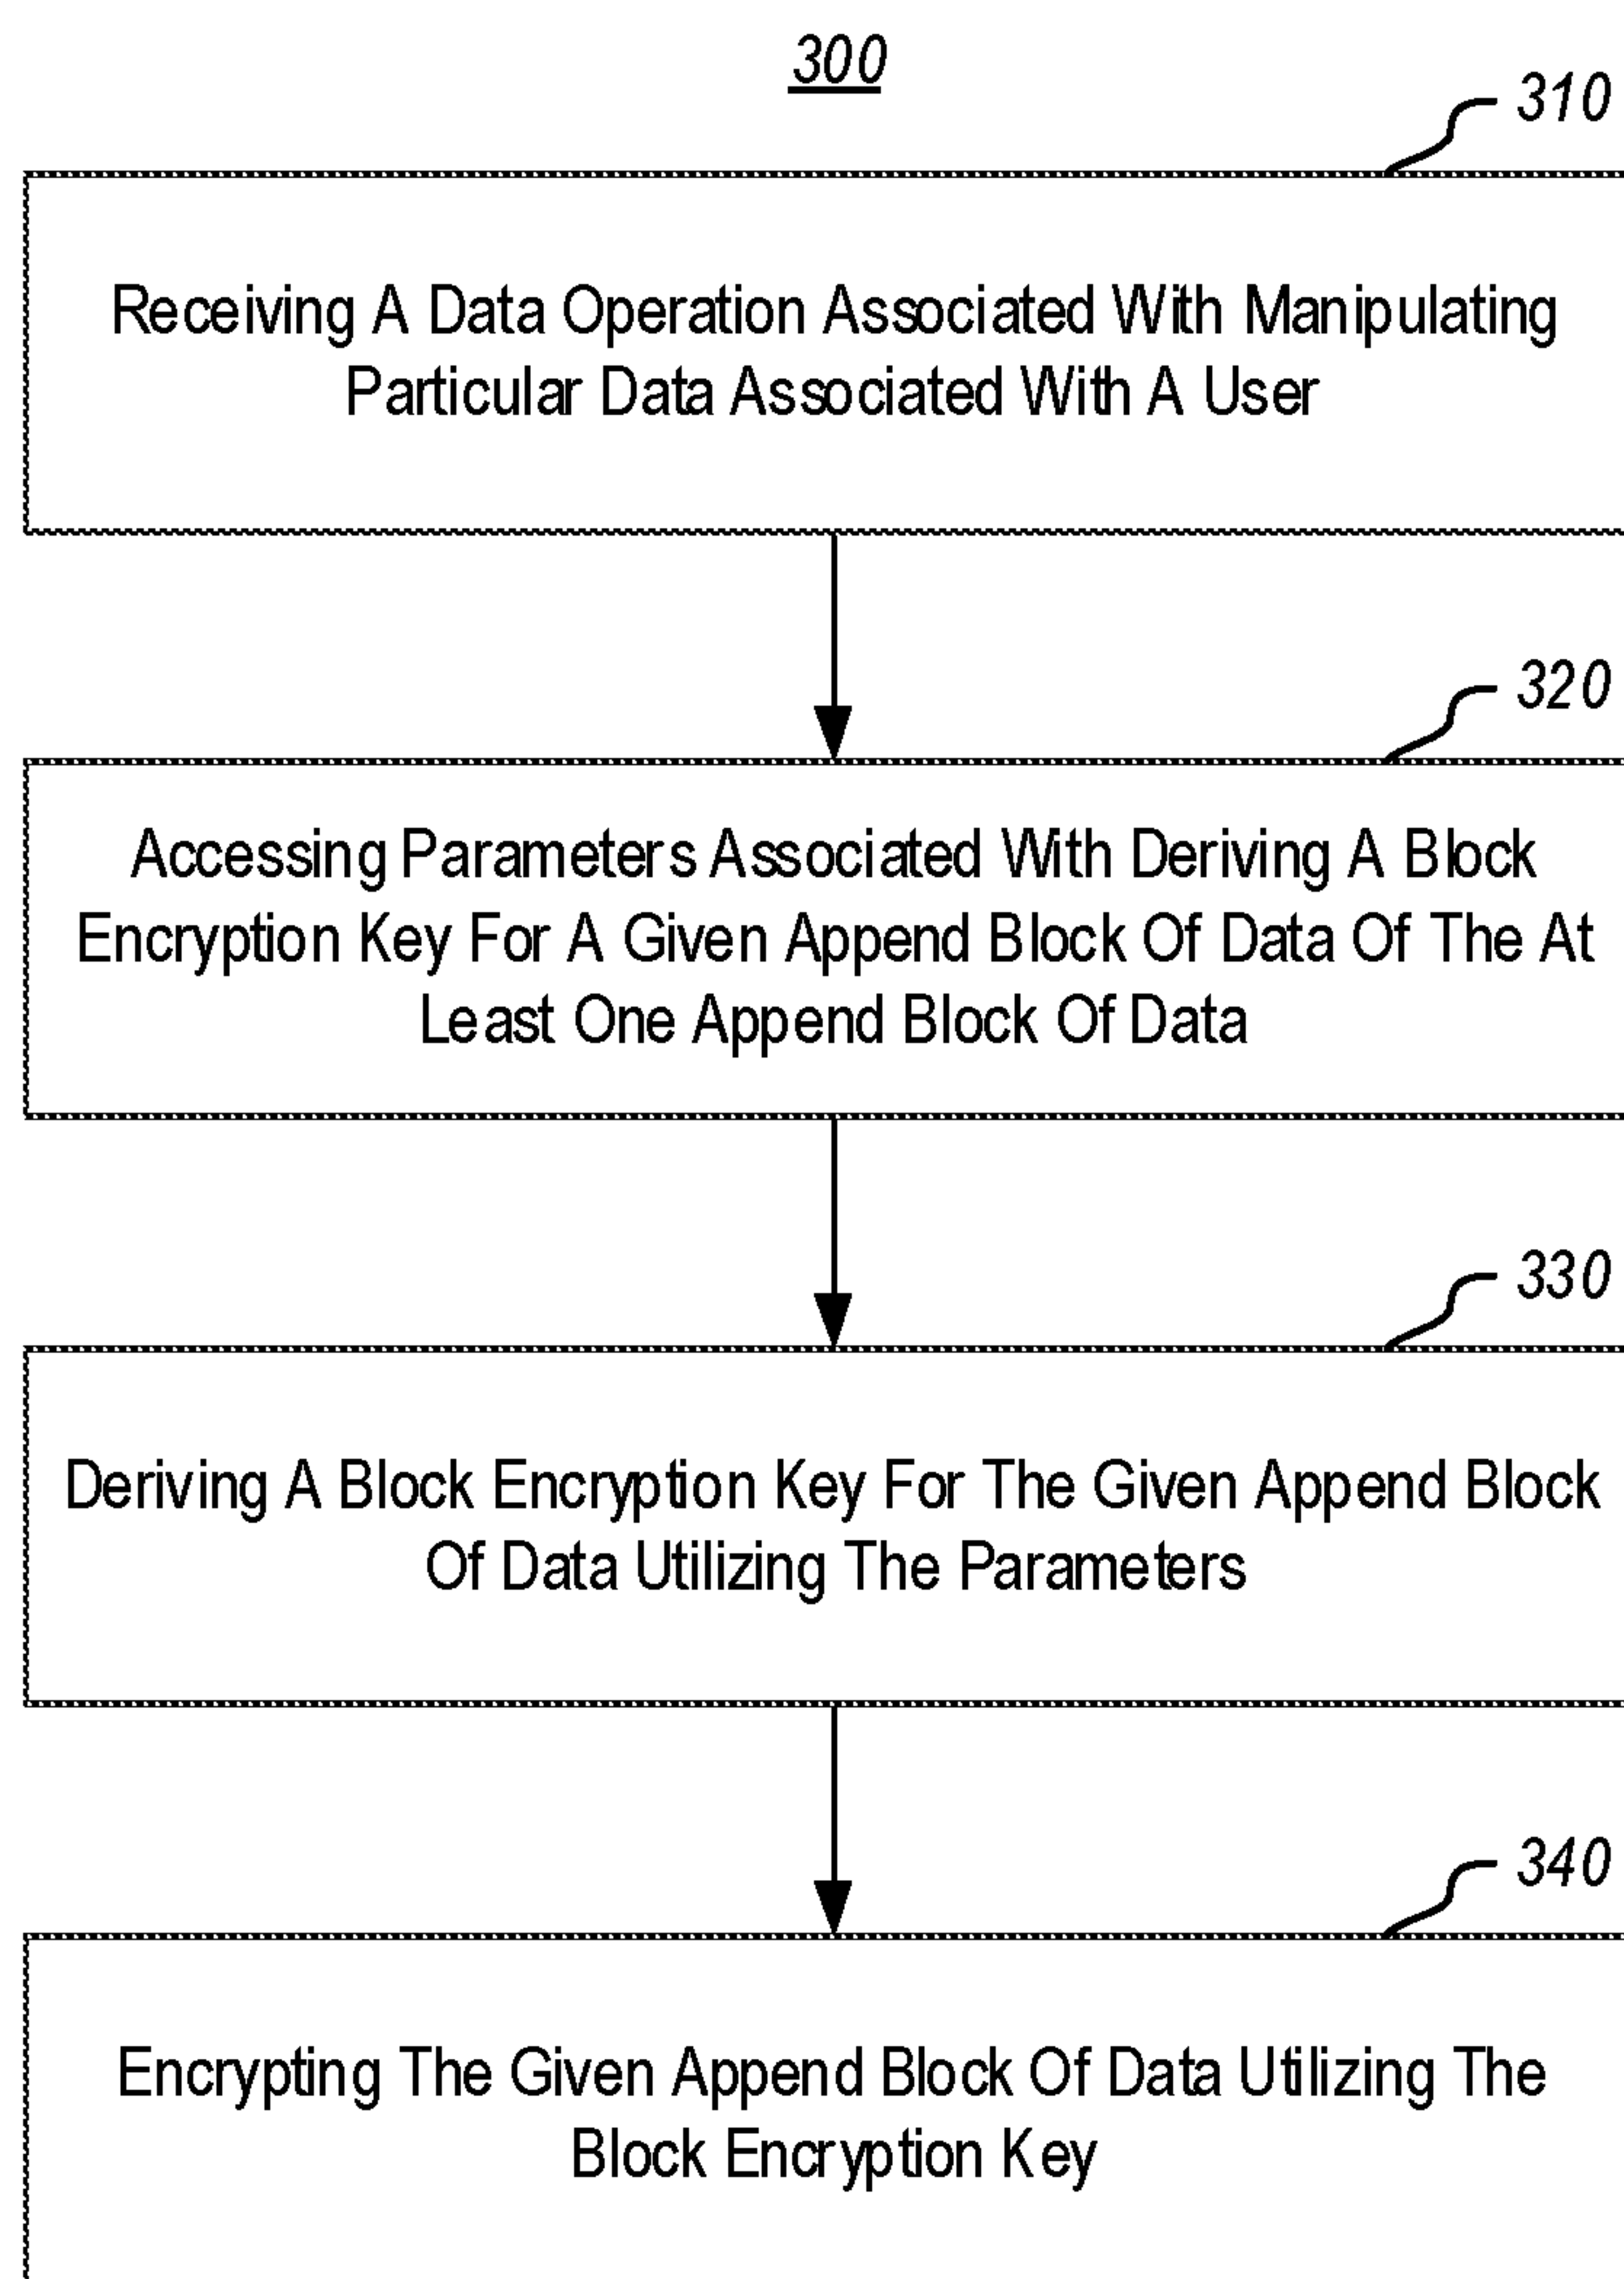 300
310
Receiving A Data Operation Associated With Manipulating
Particular Data Associated With A User
320
Accessing Parameters Associated With Deriving A Block
Encryption Key For A Given Append Block Of Data Of The At
Least One Append Block Of Data
330
Deriving A Block Encryption Key For The Given Append Block
Of Data Utilizing The Parameters
340
Encrypting The Given Append Block Of Data Utilizing The
Block Encryption Key